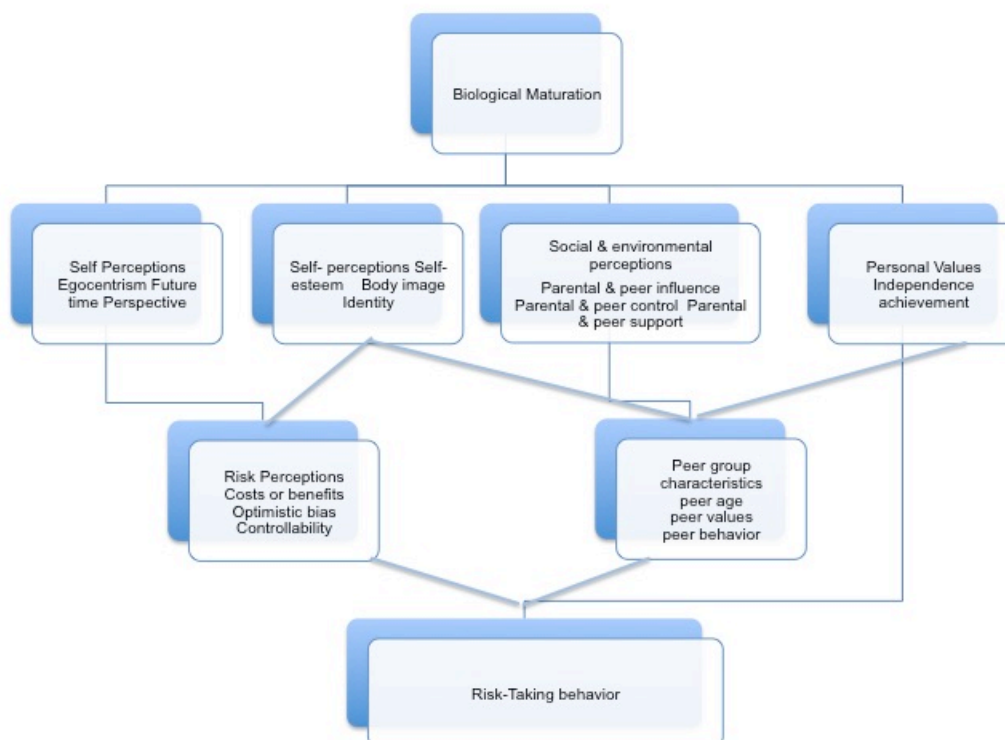 Biological Maturation
Self Perceptions
Egocentrism Future
time Perspective
Self- perceptions Self-
esteem    Body image
Identity
Social & environmental
perceptions
Parental & peer influence
Parental & peer control  Parental
& peer support
Personal Values
Independence
achievement
Risk Perceptions
Costs or benefits
Optimistic bias
Controllability
Peer group
characteristics
peer age
peer values
peer behavior
Risk-Taking behavior